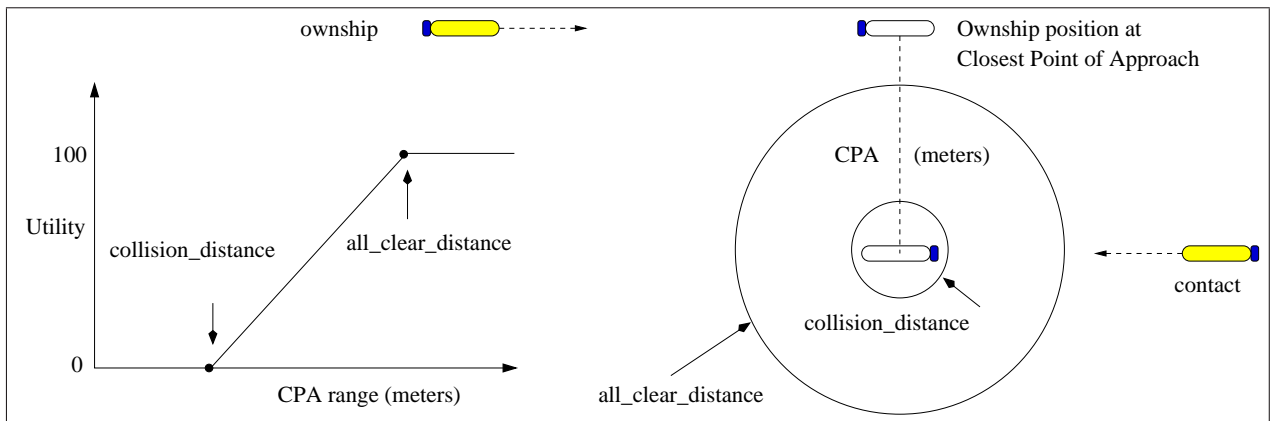 ownship
Ownship position at
Closest Point of Approach
100
Utility
0
collision_distance
all_clear_distance
CPA range (meters)
CPA (meters)
contact
collision_distance
all_clear_distance